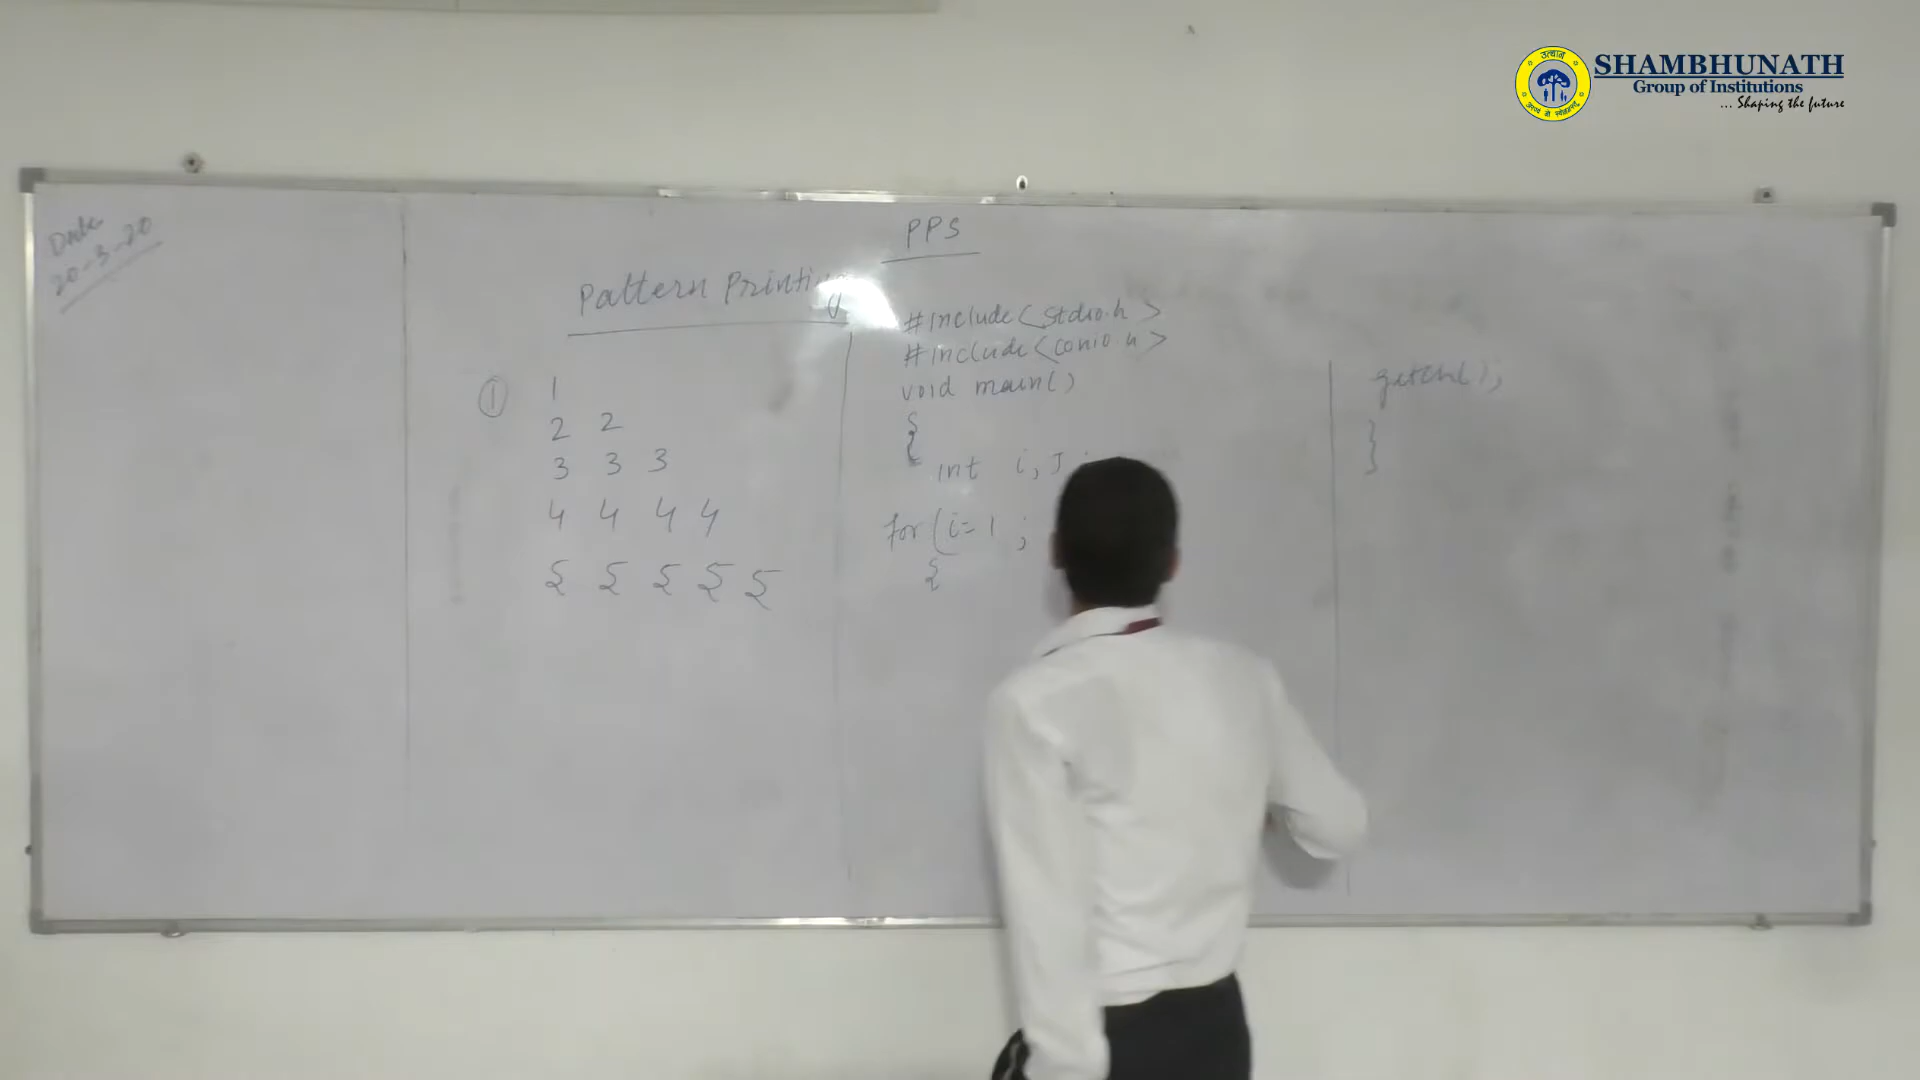 उत्थान
SHAMBHUNATH
Group of Institutions
... Shaping the future
Date
20-3-20
PPS
Pattern Printing
① 1
2 2
3 3 3
4 4 4 4
5 5 5 5 5
#include<stdio.h>
#include<conio.h>
void main()
{
int i, J
for(i=1 ;
{
getch();
}